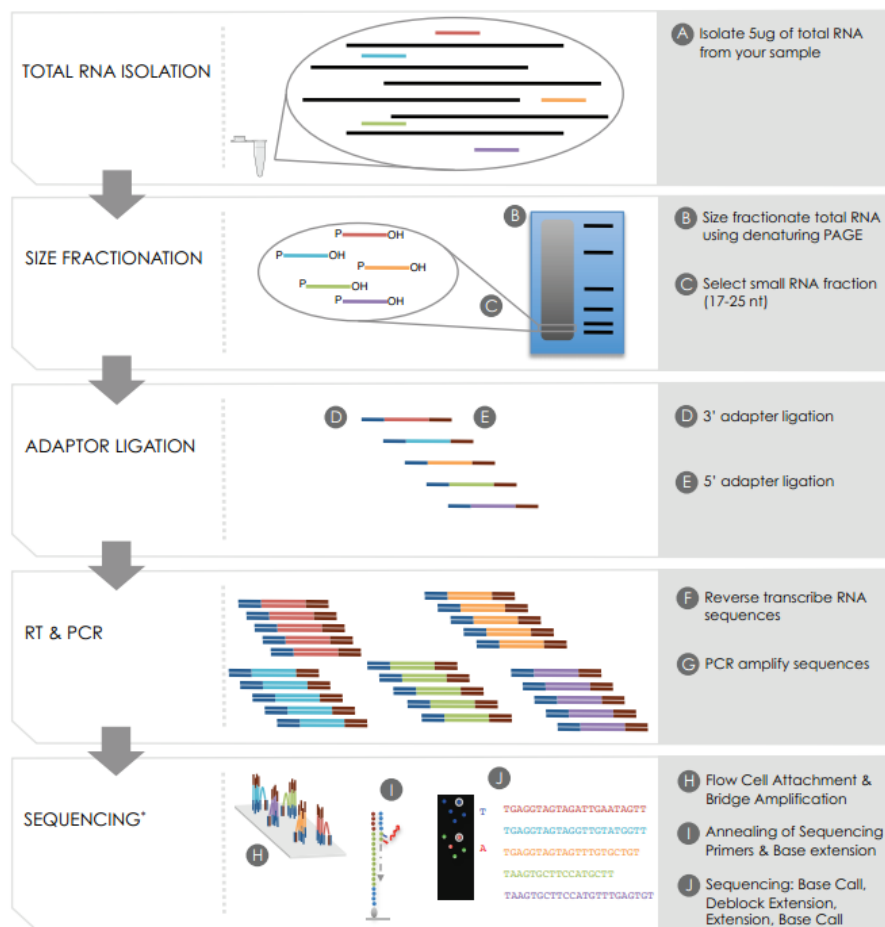 TOTAL RNA ISOLATION
A Isolate 5ug of total RNA
from your sample
SIZE FRACTIONATION
P OH
P OH
P OH
P OH
P OH
B
C
B Size fractionate total RNA
using denaturing PAGE
C Select small RNA fraction
(17-25 nt)
ADAPTOR LIGATION
D
E
D 3' adapter ligation
E 5' adapter ligation
RT & PCR
F Reverse transcribe RNA
sequences
G PCR amplify sequences
SEQUENCING+
H
I
J
T
A
TGAGGTAGTAGATTGAATAGTT
TGAGGTAGTAGGTTGTATGGTT
TGAGGTAGTAGTTTGTGCTGT
TAAGTGCTTCCATGCTT
TAAGTGCTTCCATGTTTGAGTGT
H Flow Cell Attachment &
Bridge Amplification
I Annealing of Sequencing
Primers & Base extension
J Sequencing: Base Call,
Deblock Extension,
Extension, Base Call